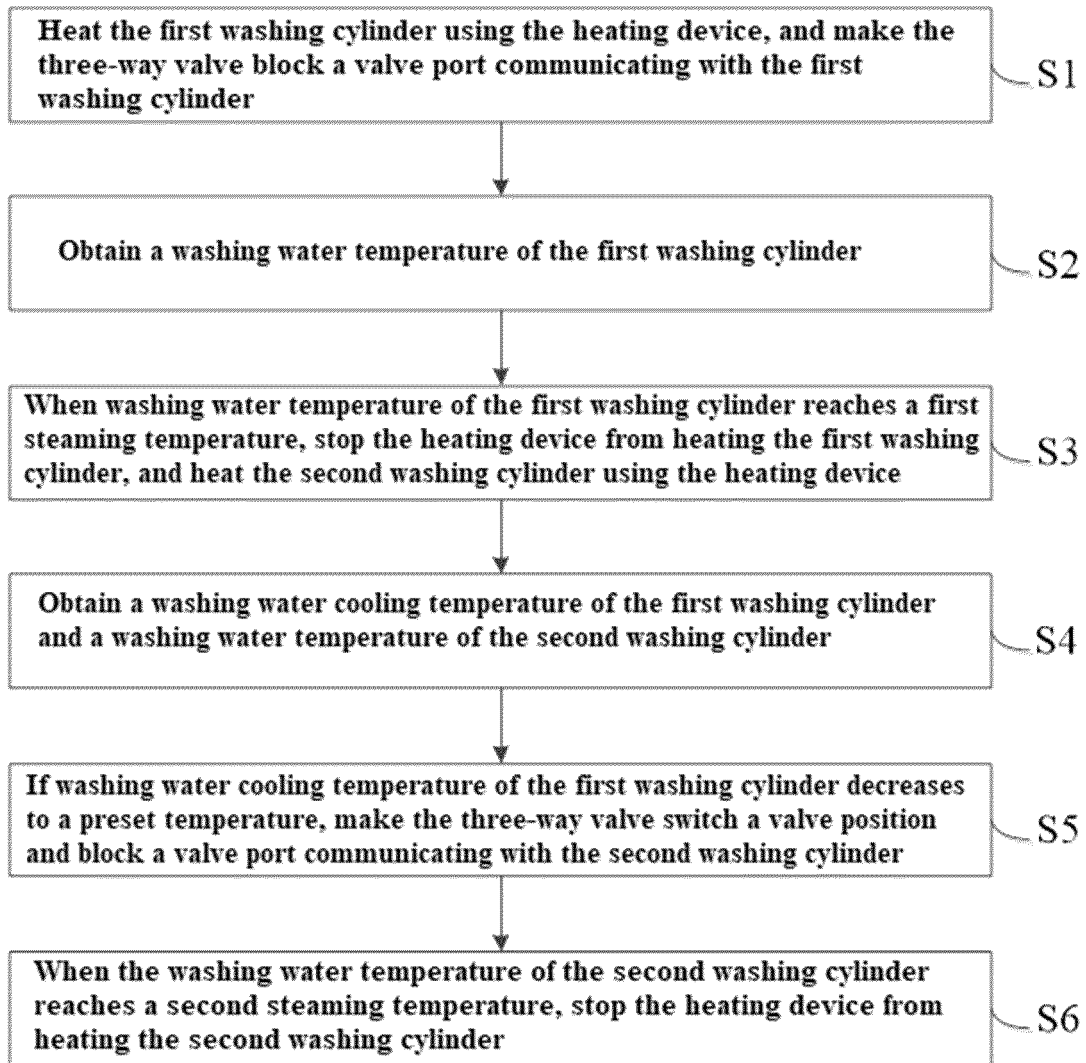 Heat the first washing cylinder using the heating device, and make the
three-way valve block a valve port communicating with the first
washing cylinder
S1
Obtain a washing water temperature of the first washing cylinder
S2
When washing water temperature of the first washing cylinder reaches a first
steaming temperature, stop the heating device from heating the first washing
cylinder, and heat the second washing cylinder using the heating device
S3
Obtain a washing water cooling temperature of the first washing cylinder
and a washing water temperature of the second washing cylinder
S4
If washing water cooling temperature of the first washing cylinder decreases
to a preset temperature, make the three-way valve switch a valve position
and block a valve port communicating with the second washing cylinder
S5
When the washing water temperature of the second washing cylinder
reaches a second steaming temperature, stop the heating device from
heating the second washing cylinder
S6